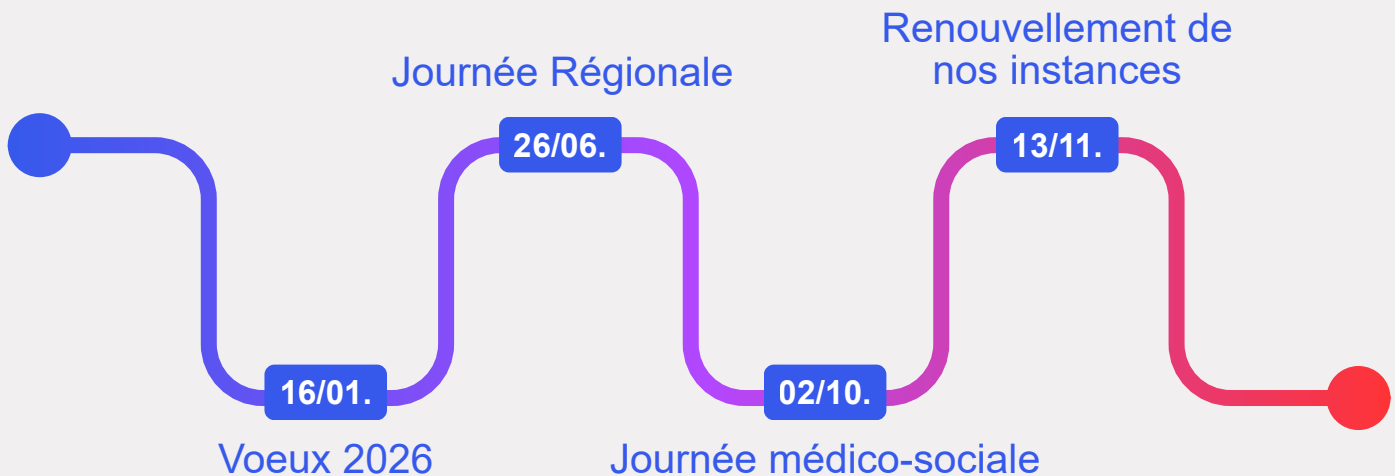 Renouvellement de
nos instances
Journée Régionale
26/06.
13/11.
16/01.
02/10.
Voeux 2026
Journée médico-sociale